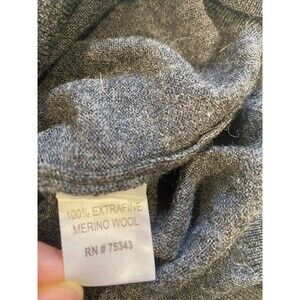 100% EXTRAFINE
MERINO WOOL
RN # 75343